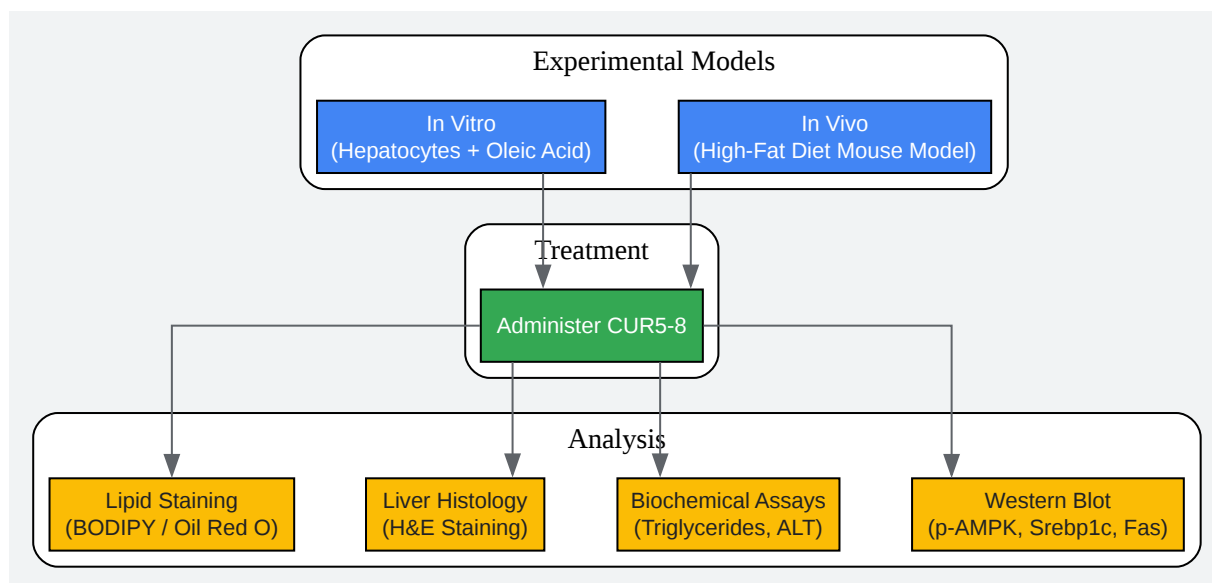 Experimental Models
In Vitro
(Hepatocytes + Oleic Acid)
In Vivo
(High-Fat Diet Mouse Model)
Treatment
Administer CUR5-8
Analysis
Lipid Staining
(BODIPY / Oil Red O)
Liver Histology
(H&E Staining)
Biochemical Assays
(Triglycerides, ALT)
Western Blot
(p-AMPK, Srebp1c, Fas)